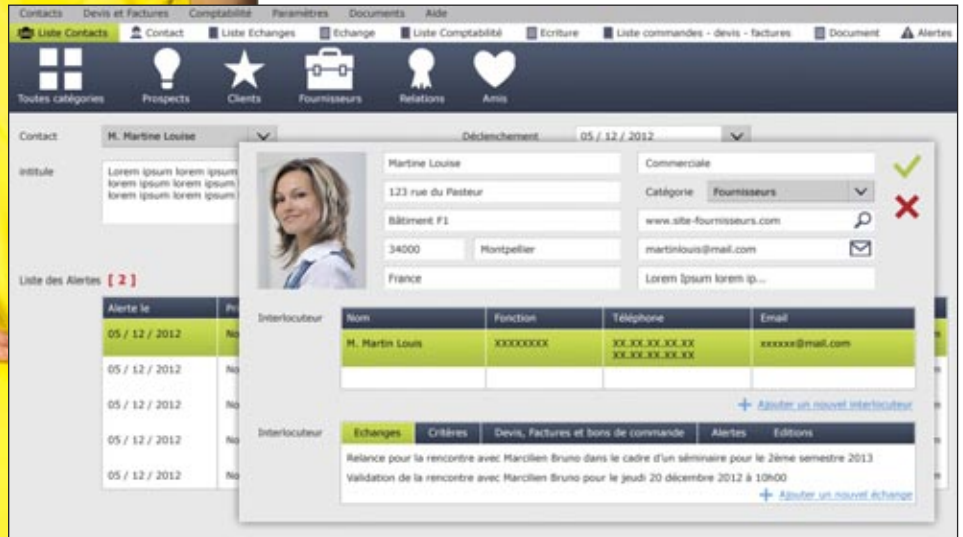 Contacts Devis et Factures Comptabilité Paramètres Documents Aide
Liste Contacts Contact Liste Echanges Echange Liste Comptabilité Ecriture Liste commandes - devis - factures Document Alertes
Toutes catégories Prospects Clients Fournisseurs Relations Amis
Contact M. Martine Louise Déclenchement 05 / 12 / 2012
intitule
Lorem ipsum lorem ipsum
lorem ipsum lorem ipsum
lorem ipsum lorem ipsum
Martine Louise Commerciale
123 rue du Pasteur Catégorie Fournisseurs
Bâtiment F1 www.site-fournisseurs.com
34000 Montpellier martinlouis@mail.com
France Lorem Ipsum lorem ip...
Liste des Alertes [ 2 ]
Alerte le
05 / 12 / 2012 No
05 / 12 / 2012 No
05 / 12 / 2012 No
05 / 12 / 2012 No
05 / 12 / 2012 No
Interlocuteur Nom Fonction Téléphone Email
M. Martin Louis XXXXXXXX XX.XX.XX.XX.XX xxxxxx@mail.com
XX.XX.XX.XX.XX
+ Ajouter un nouvel interlocuteur
Interlocuteur Echanges Critères Devis, Factures et bons de commande Alertes Editions
Relance pour la rencontre avec Marcilien Bruno dans le cadre d'un séminaire pour le 2ème semestre 2013
Validation de la rencontre avec Marcilien Bruno pour le jeudi 20 décembre 2012 à 10h00
+ Ajouter un nouvel échange